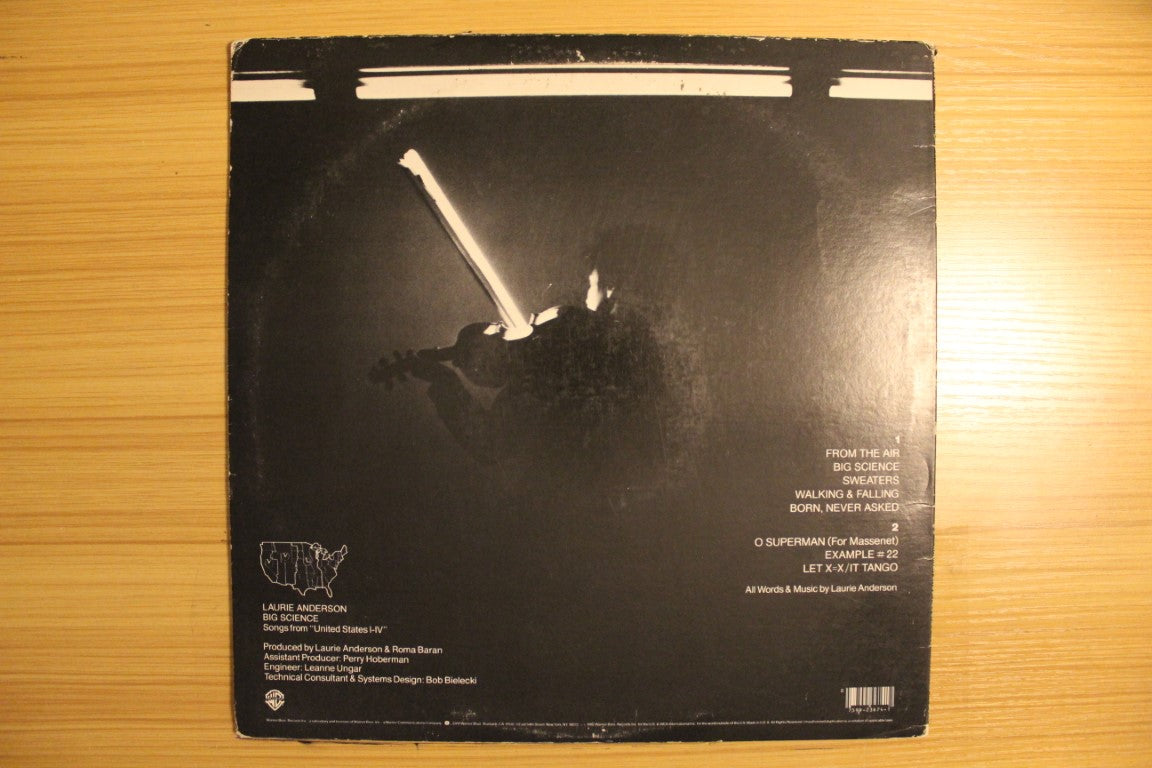 1
FROM THE AIR
BIG SCIENCE
SWEATERS
WALKING & FALLING
BORN, NEVER ASKED
2
O SUPERMAN (For Massenet)
EXAMPLE #22
LET X=X/IT TANGO
All Words & Music by Laurie Anderson
LAURIE ANDERSON
BIG SCIENCE
Songs from "United States I-IV"
Produced by Laurie Anderson & Roma Baran
Assistant Producer: Perry Hoberman
Engineer: Leanne Ungar
Technical Consultant & Systems Design: Bob Bielecki